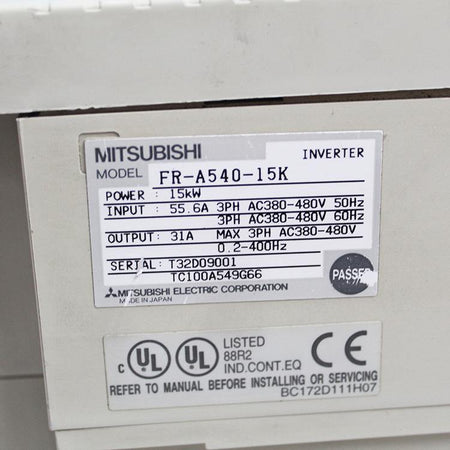 MITSUBISHI INVERTER
MODEL FR-A540-15K
POWER : 15kW
INPUT : 55.6A 3PH AC380-480V 50Hz
3PH AC380-480V 60Hz
OUTPUT: 31A MAX 3PH AC380-480V
0.2-400Hz
SERIAL: T32D09001
TC100A549G66
PASSED
MITSUBISHI ELECTRIC CORPORATION
MADE IN JAPAN
c UL UL LISTED
88R2
IND.CONT.EQ
CE
REFER TO MANUAL BEFORE INSTALLING OR SERVICING
BC172D111H07